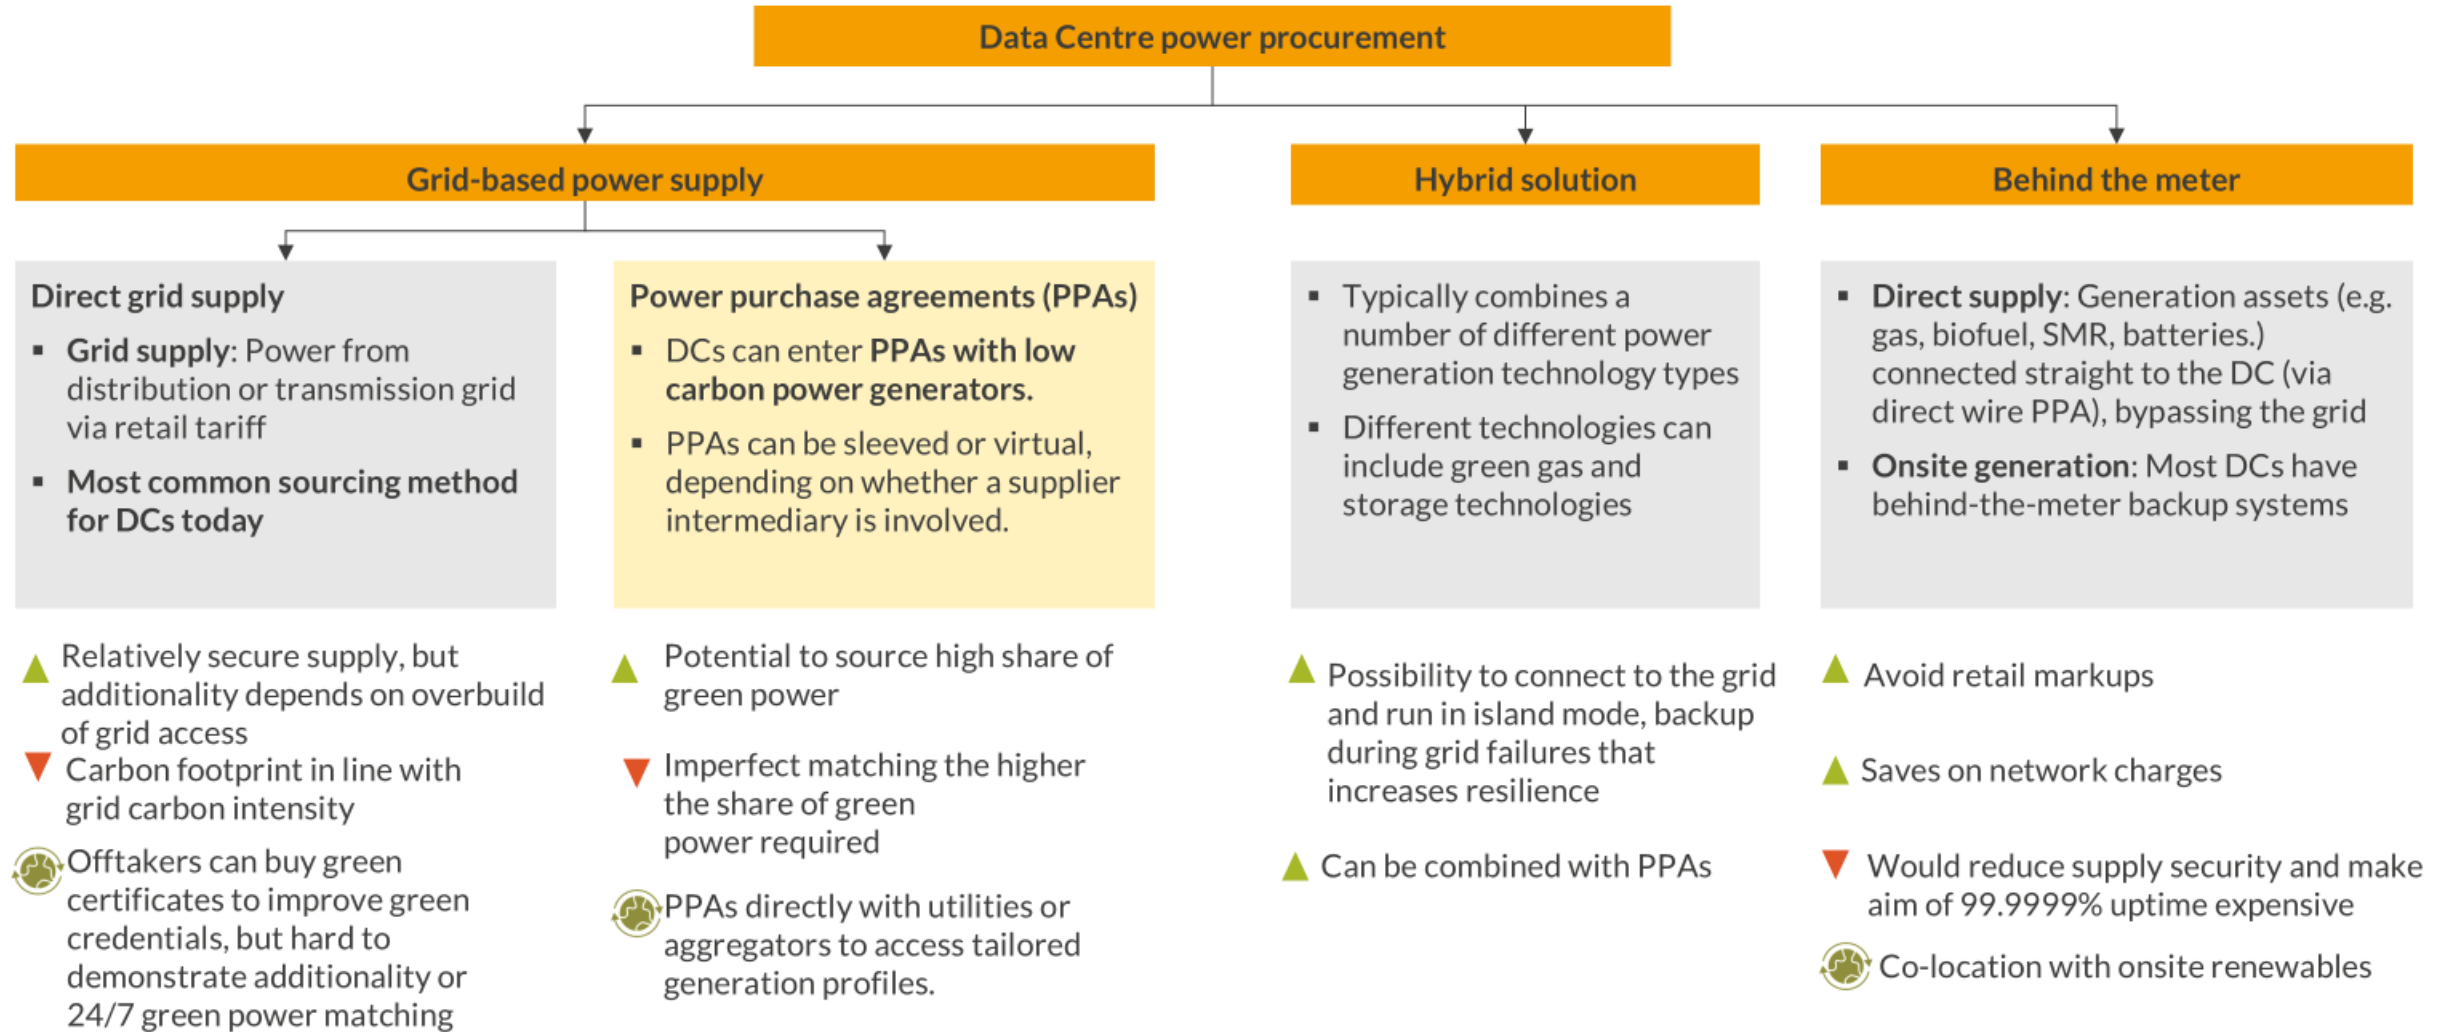 Data Centre power procurement
Grid-based power supply
Direct grid supply
▪ Grid supply: Power from
distribution or transmission grid
via retail tariff
▪ Most common sourcing method
for DCs today
Relatively secure supply, but
additionality depends on overbuild
of grid access
Carbon footprint in line with
grid carbon intensity
Offtakers can buy green
certificates to improve green
credentials, but hard to
demonstrate additionality or
24/7 green power matching
Power purchase agreements (PPAs)
▪ DCs can enter PPAs with low
carbon power generators.
▪ PPAs can be sleeved or virtual,
depending on whether a supplier
intermediary is involved.
Potential to source high share of
green power
Imperfect matching the higher
the share of green
power required
PPAs directly with utilities or
aggregators to access tailored
generation profiles.
Hybrid solution
▪ Typically combines a
number of different power
generation technology types
▪ Different technologies can
include green gas and
storage technologies
Possibility to connect to the grid
and run in island mode, backup
during grid failures that
increases resilience
Can be combined with PPAs
Behind the meter
▪ Direct supply: Generation assets (e.g.
gas, biofuel, SMR, batteries.)
connected straight to the DC (via
direct wire PPA), bypassing the grid
▪ Onsite generation: Most DCs have
behind-the-meter backup systems
Avoid retail markups
Saves on network charges
Would reduce supply security and make
aim of 99.9999% uptime expensive
Co-location with onsite renewables